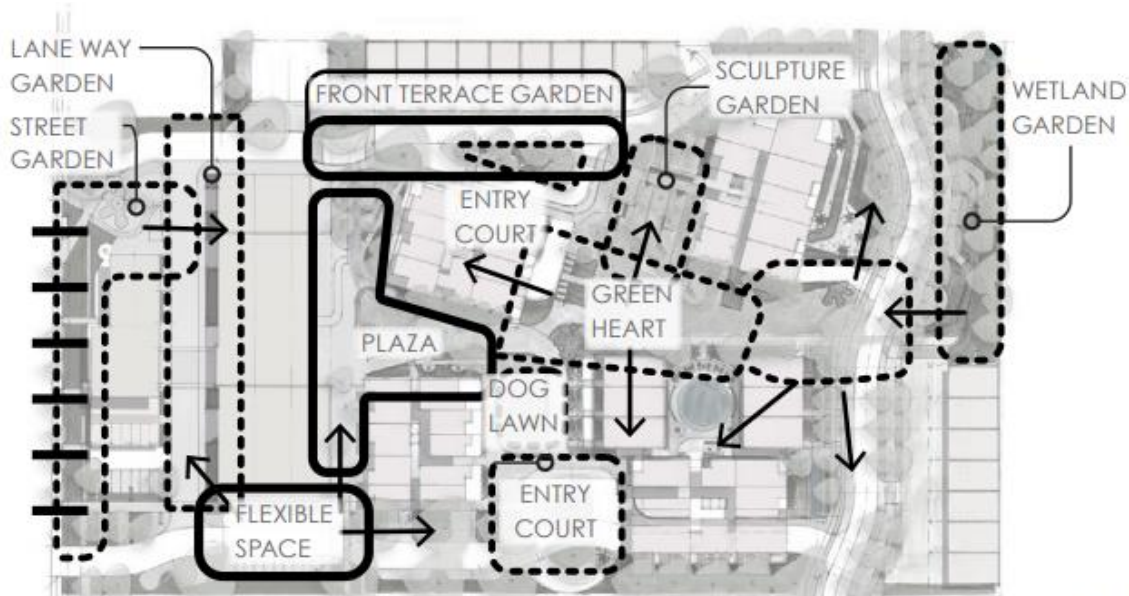 LANE WAY
GARDEN
STREET
GARDEN
FRONT TERRACE GARDEN
SCULPTURE
GARDEN
WETLAND
GARDEN
ENTRY
COURT
GREEN
HEART
PLAZA
DOG
LAWN
ENTRY
COURT
FLEXIBLE
SPACE